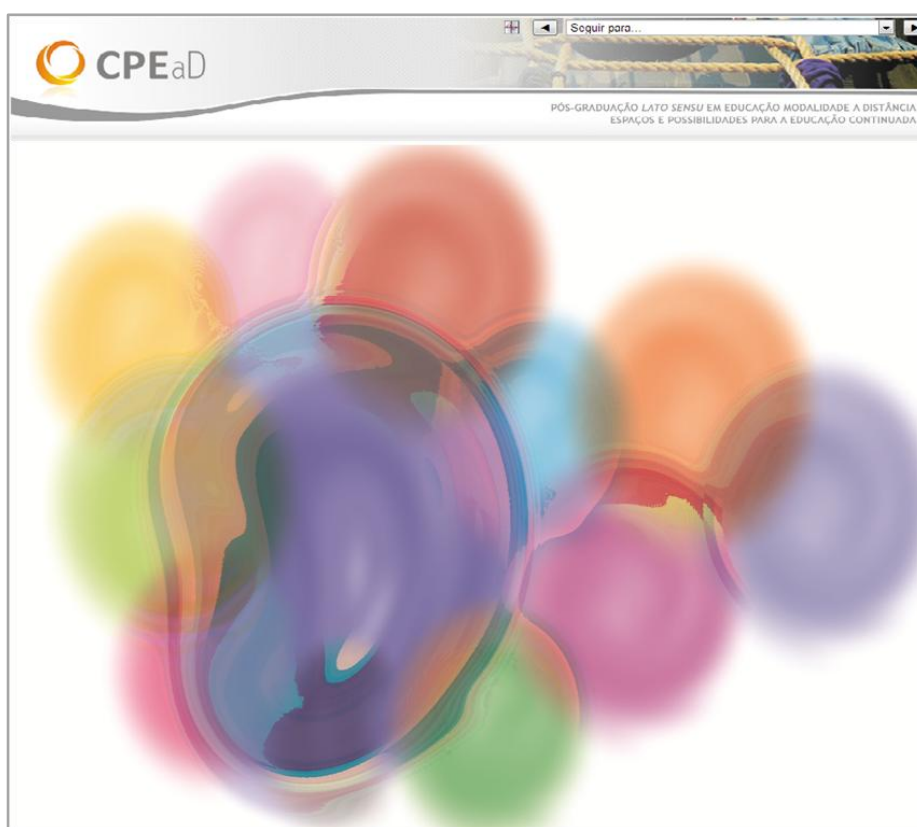 Seguir para...
CPEaD
PÓS-GRADUAÇÃO LATO SENSU EM EDUCAÇÃO MODALIDADE A DISTÂNCIA
ESPAÇOS E POSSIBILIDADES PARA A EDUCAÇÃO CONTINUADA